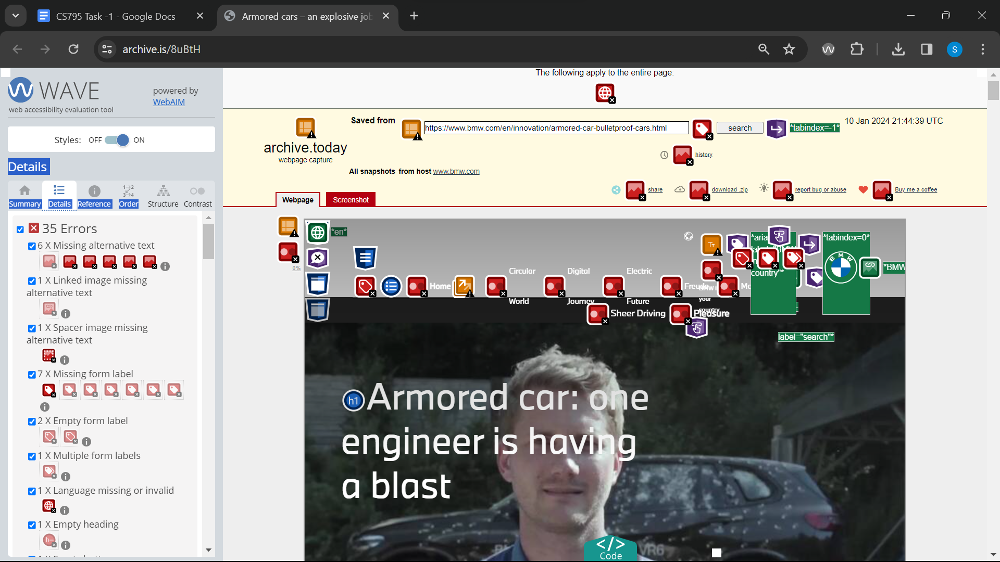 CS795 Task -1 - Google Docs
Armored cars – an explosive job
archive.is/8uBtH
S
WAVE
web accessibility evaluation tool
powered by
WebAIM
Styles: OFF ON
Details
Summary Details Reference Order Structure Contrast
35 Errors
6 X Missing alternative text
1 X Linked image missing
alternative text
1 X Spacer image missing
alternative text
7 X Missing form label
2 X Empty form label
1 X Multiple form labels
1 X Language missing or invalid
1 X Empty heading
The following apply to the entire page:
archive.today
webpage capture
Saved from
https://www.bmw.com/en/innovation/armored-car-bulletproof-cars.html
search
*tabindex=-1*
10 Jan 2024 21:44:39 UTC
history
All snapshots from host www.bmw.com
share
download .zip
report bug or abuse
Buy me a coffee
Webpage
Screenshot
0%
*en*
Home
Circular
World
Digital
Journey
Electric
Future
Freude
your
country
country"*
*tabindex=0*
BMW
*BMW
Sheer Driving Pleasure
label="search"*
h1
Armored car: one
engineer is having
a blast
</>
Code
VR6